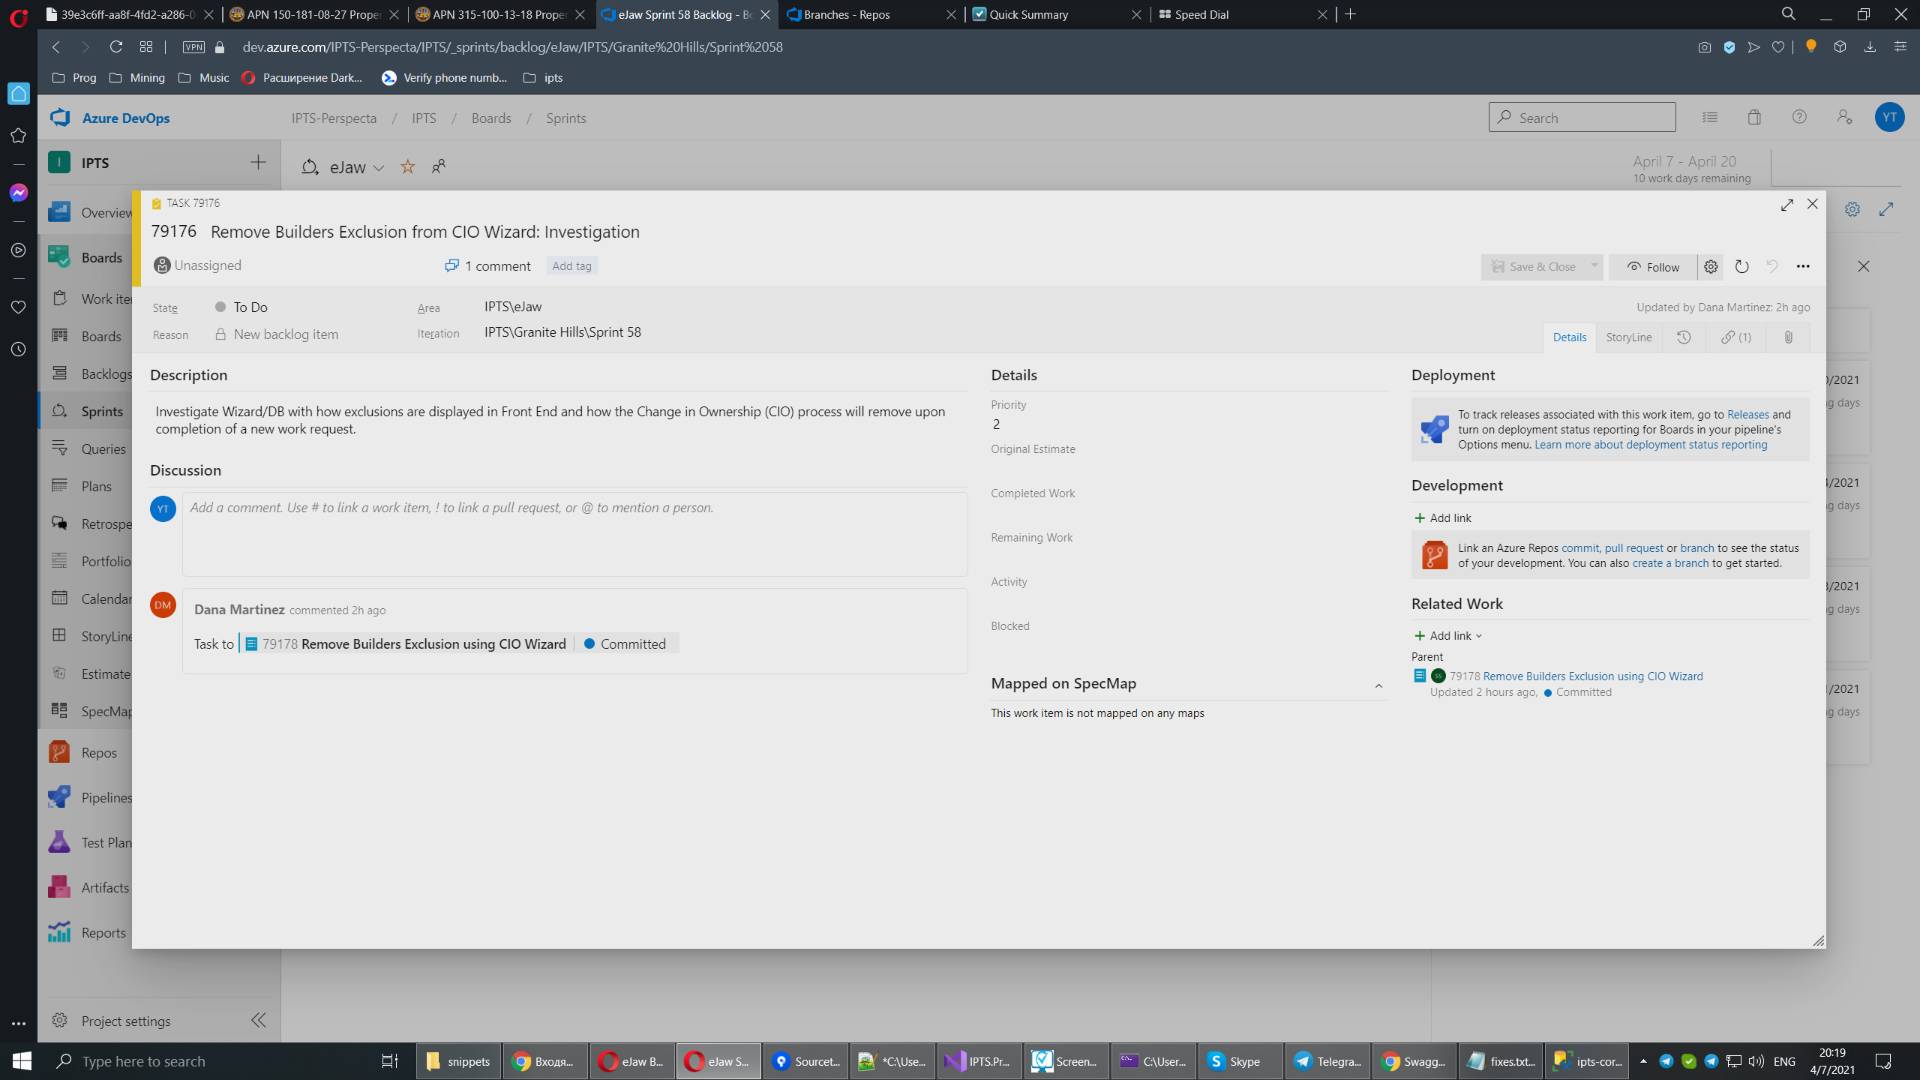 39e3c6ff-aa8f-4fd2-a286-0
APN 150-181-08-27 Prope
APN 315-100-13-18 Prope
eJaw Sprint 58 Backlog - Bo
Branches - Repos
Quick Summary
Speed Dial
VPN
dev.azure.com/IPTS-Perspecta/IPTS/_sprints/backlog/eJaw/IPTS/Granite%20Hills/Sprint%2058
Prog
Mining
Music
Расширение Dark...
Verify phone numb...
ipts
Azure DevOps
IPTS-Perspecta / IPTS / Boards / Sprints
Search
YT
I IPTS
eJaw
April 7 - April 20
10 work days remaining
Overview
Boards
Work ite
Boards
Backlogs
Sprints
Queries
Plans
Retrospe
Portfolio
Calendar
StoryLine
Estimate
SpecMap
Repos
Pipelines
Test Plan
Artifacts
Reports
Project settings
TASK 79176
79176 Remove Builders Exclusion from CIO Wizard: Investigation
Unassigned
1 comment
Add tag
Save & Close
Follow
State
To Do
Area
IPTS\eJaw
Reason
New backlog item
Iteration
IPTS\Granite Hills\Sprint 58
Updated by Dana Martinez: 2h ago
Details
StoryLine
(1)
Description
Investigate Wizard/DB with how exclusions are displayed in Front End and how the Change in Ownership (CIO) process will remove upon
completion of a new work request.
Discussion
YT
Add a comment. Use # to link a work item, ! to link a pull request, or @ to mention a person.
DM
Dana Martinez commented 2h ago
Task to 79178 Remove Builders Exclusion using CIO Wizard Committed
Details
Priority
2
Original Estimate
Completed Work
Remaining Work
Activity
Blocked
Mapped on SpecMap
This work item is not mapped on any maps
Deployment
To track releases associated with this work item, go to Releases and
turn on deployment status reporting for Boards in your pipeline's
Options menu. Learn more about deployment status reporting
Development
Add link
Link an Azure Repos commit, pull request or branch to see the status
of your development. You can also create a branch to get started.
Related Work
Add link
Parent
79178 Remove Builders Exclusion using CIO Wizard
Updated 2 hours ago, Committed
/2021
g days
/2021
g days
/2021
g days
/2021
g days
Type here to search
snippets
Входя...
eJaw B...
eJaw S...
Sourcet...
*C:\Use...
IPTS.Pr...
Screen...
C:\User...
Skype
Telegra...
Swagg...
fixes.txt...
ipts-cor...
ENG
20:19
4/7/2021